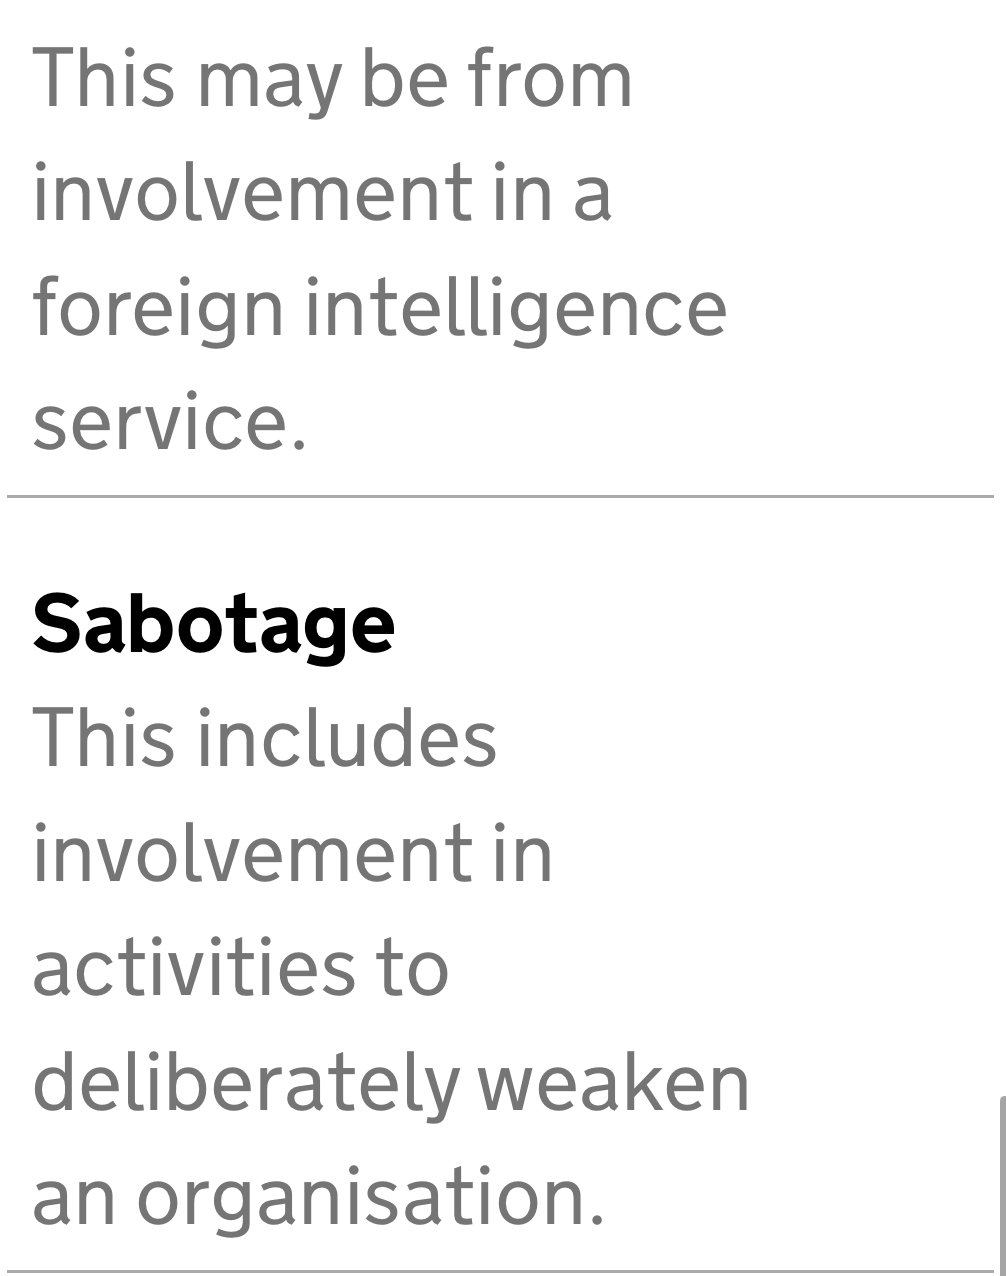 This may be from
involvement in a
foreign intelligence
service.
Sabotage
This includes
involvement in
activities to
deliberately weaken
an organisation.